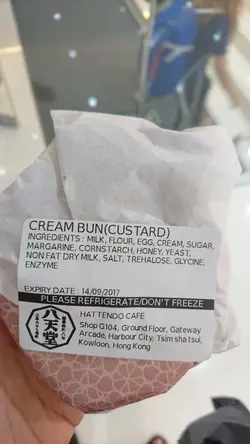 CREAM BUN(CUSTARD)
INGREDIENTS : MILK, FLOUR, EGG, CREAM, SUGAR,
MARGARINE, CORNSTARCH, HONEY, YEAST,
NON FAT DRY MILK, SALT, TREHALOSE, GLYCINE,
ENZYME
EXPIRY DATE : 14/09/2017
PLEASE REFRIGERATE/DON'T FREEZE
八天堂
HATTENDO CAFE
Shop G104, Ground Floor, Gateway
Arcade, Harbour City, Tsim sha tsui,
Kowloon, Hong Kong